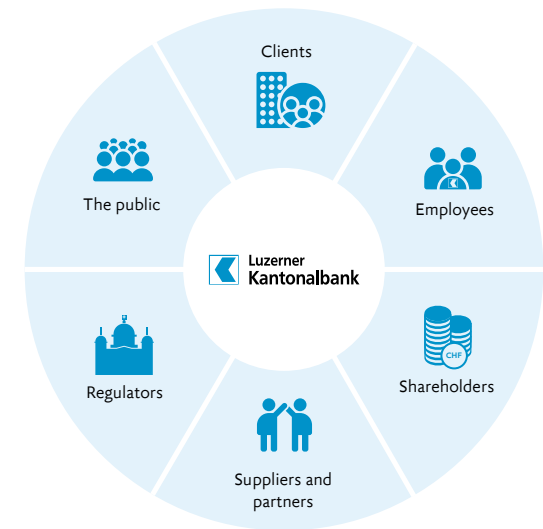 Clients
The public
Employees
Luzerner
Kantonalbank
Regulators
CHF
Shareholders
Suppliers and
partners